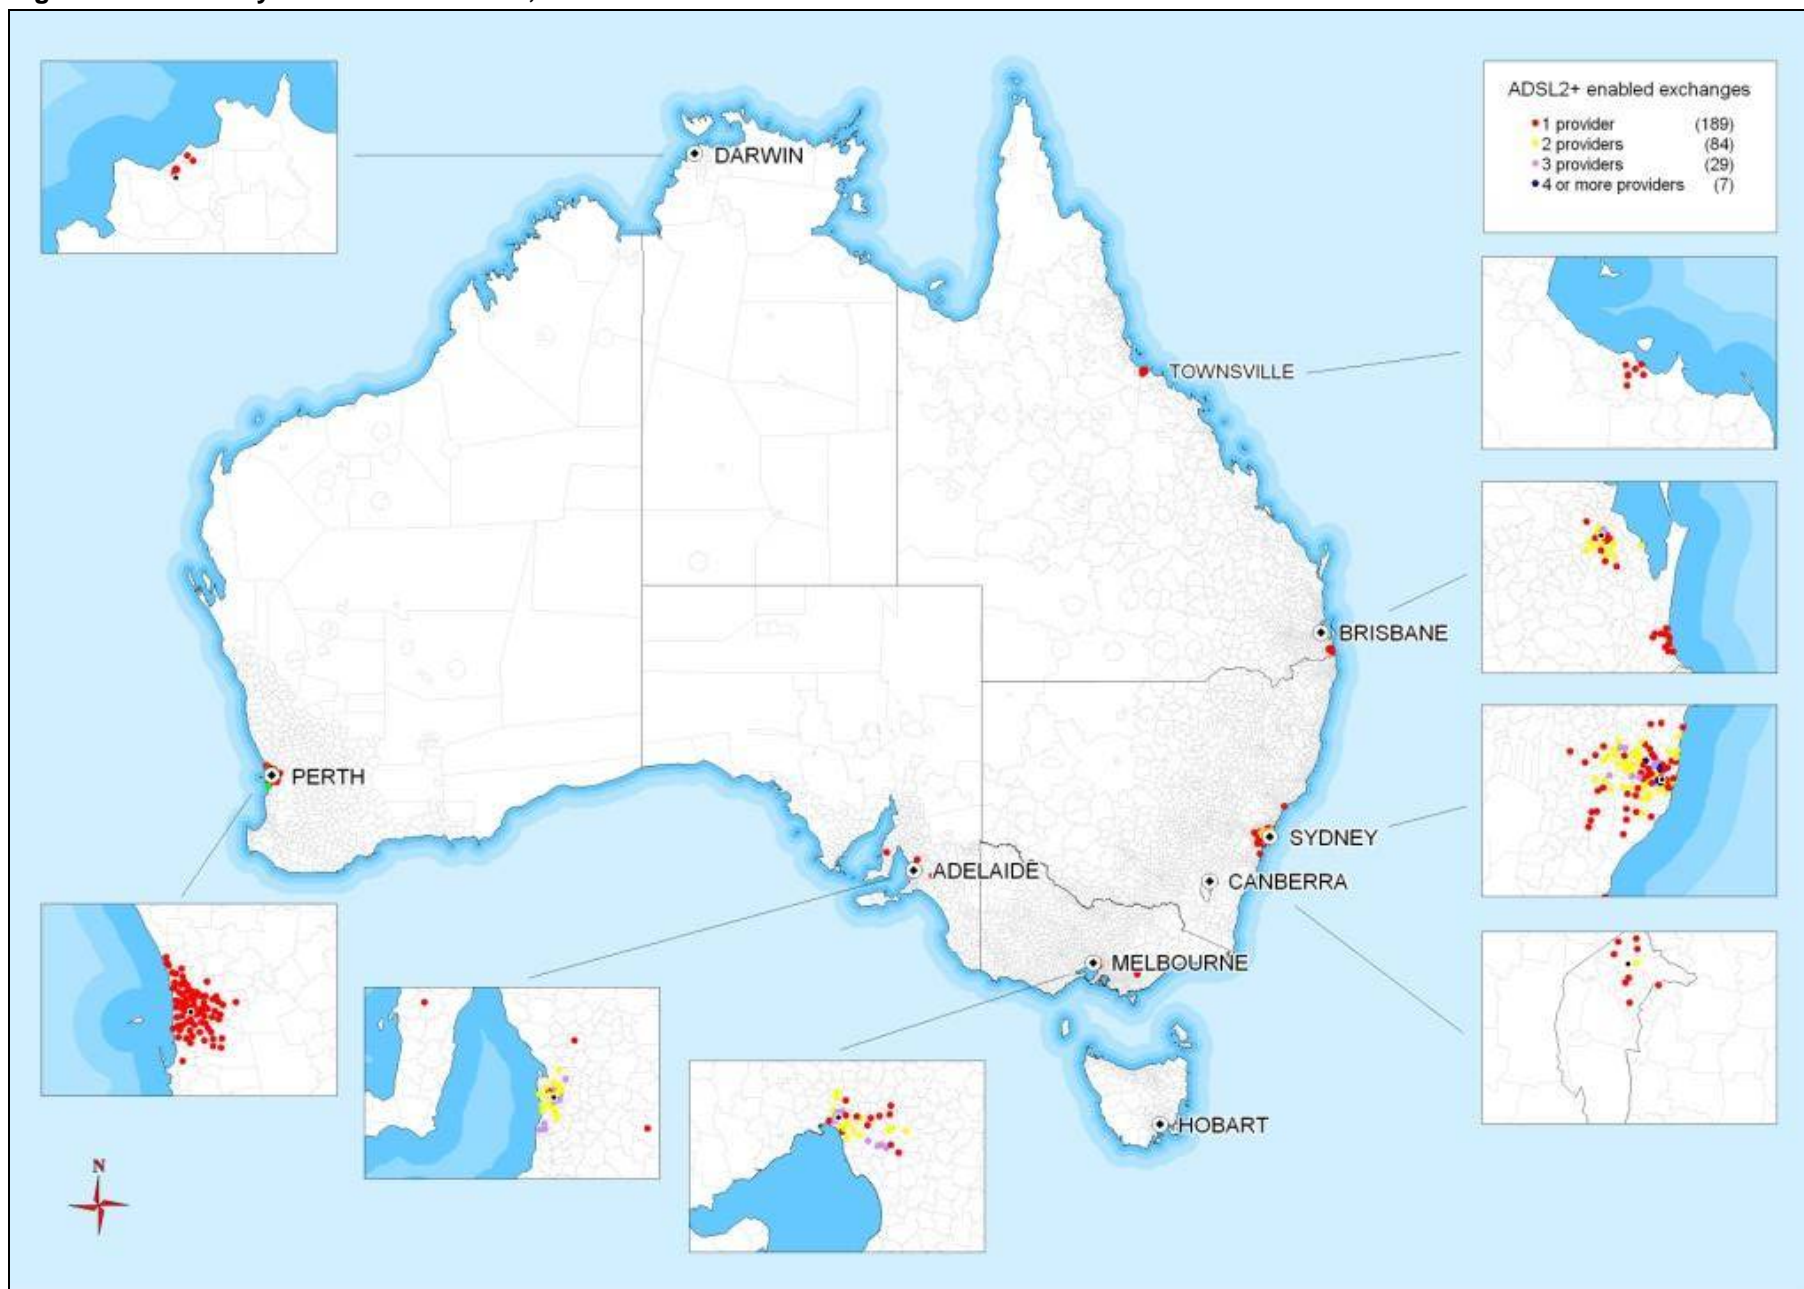 ADSL2+ enabled exchanges
1 provider (189)
2 providers (84)
3 providers (29)
4 or more providers (7)
DARWIN
TOWNSVILLE
BRISBANE
PERTH
SYDNEY
ADELAIDE
CANBERRA
MELBOURNE
HOBART
N